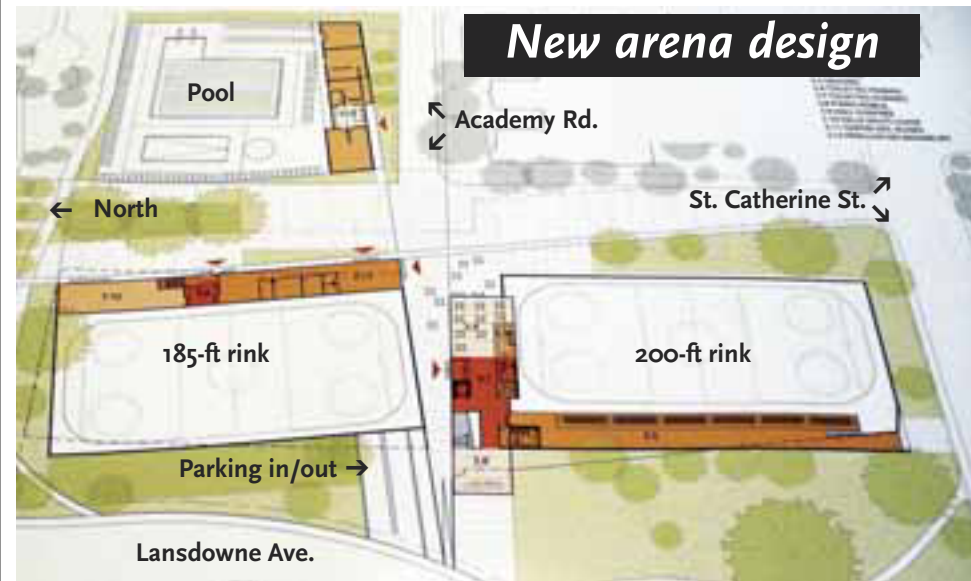 New arena design
Pool
Academy Rd.
North
St. Catherine St.
185-ft rink
200-ft rink
Parking in/out
Lansdowne Ave.